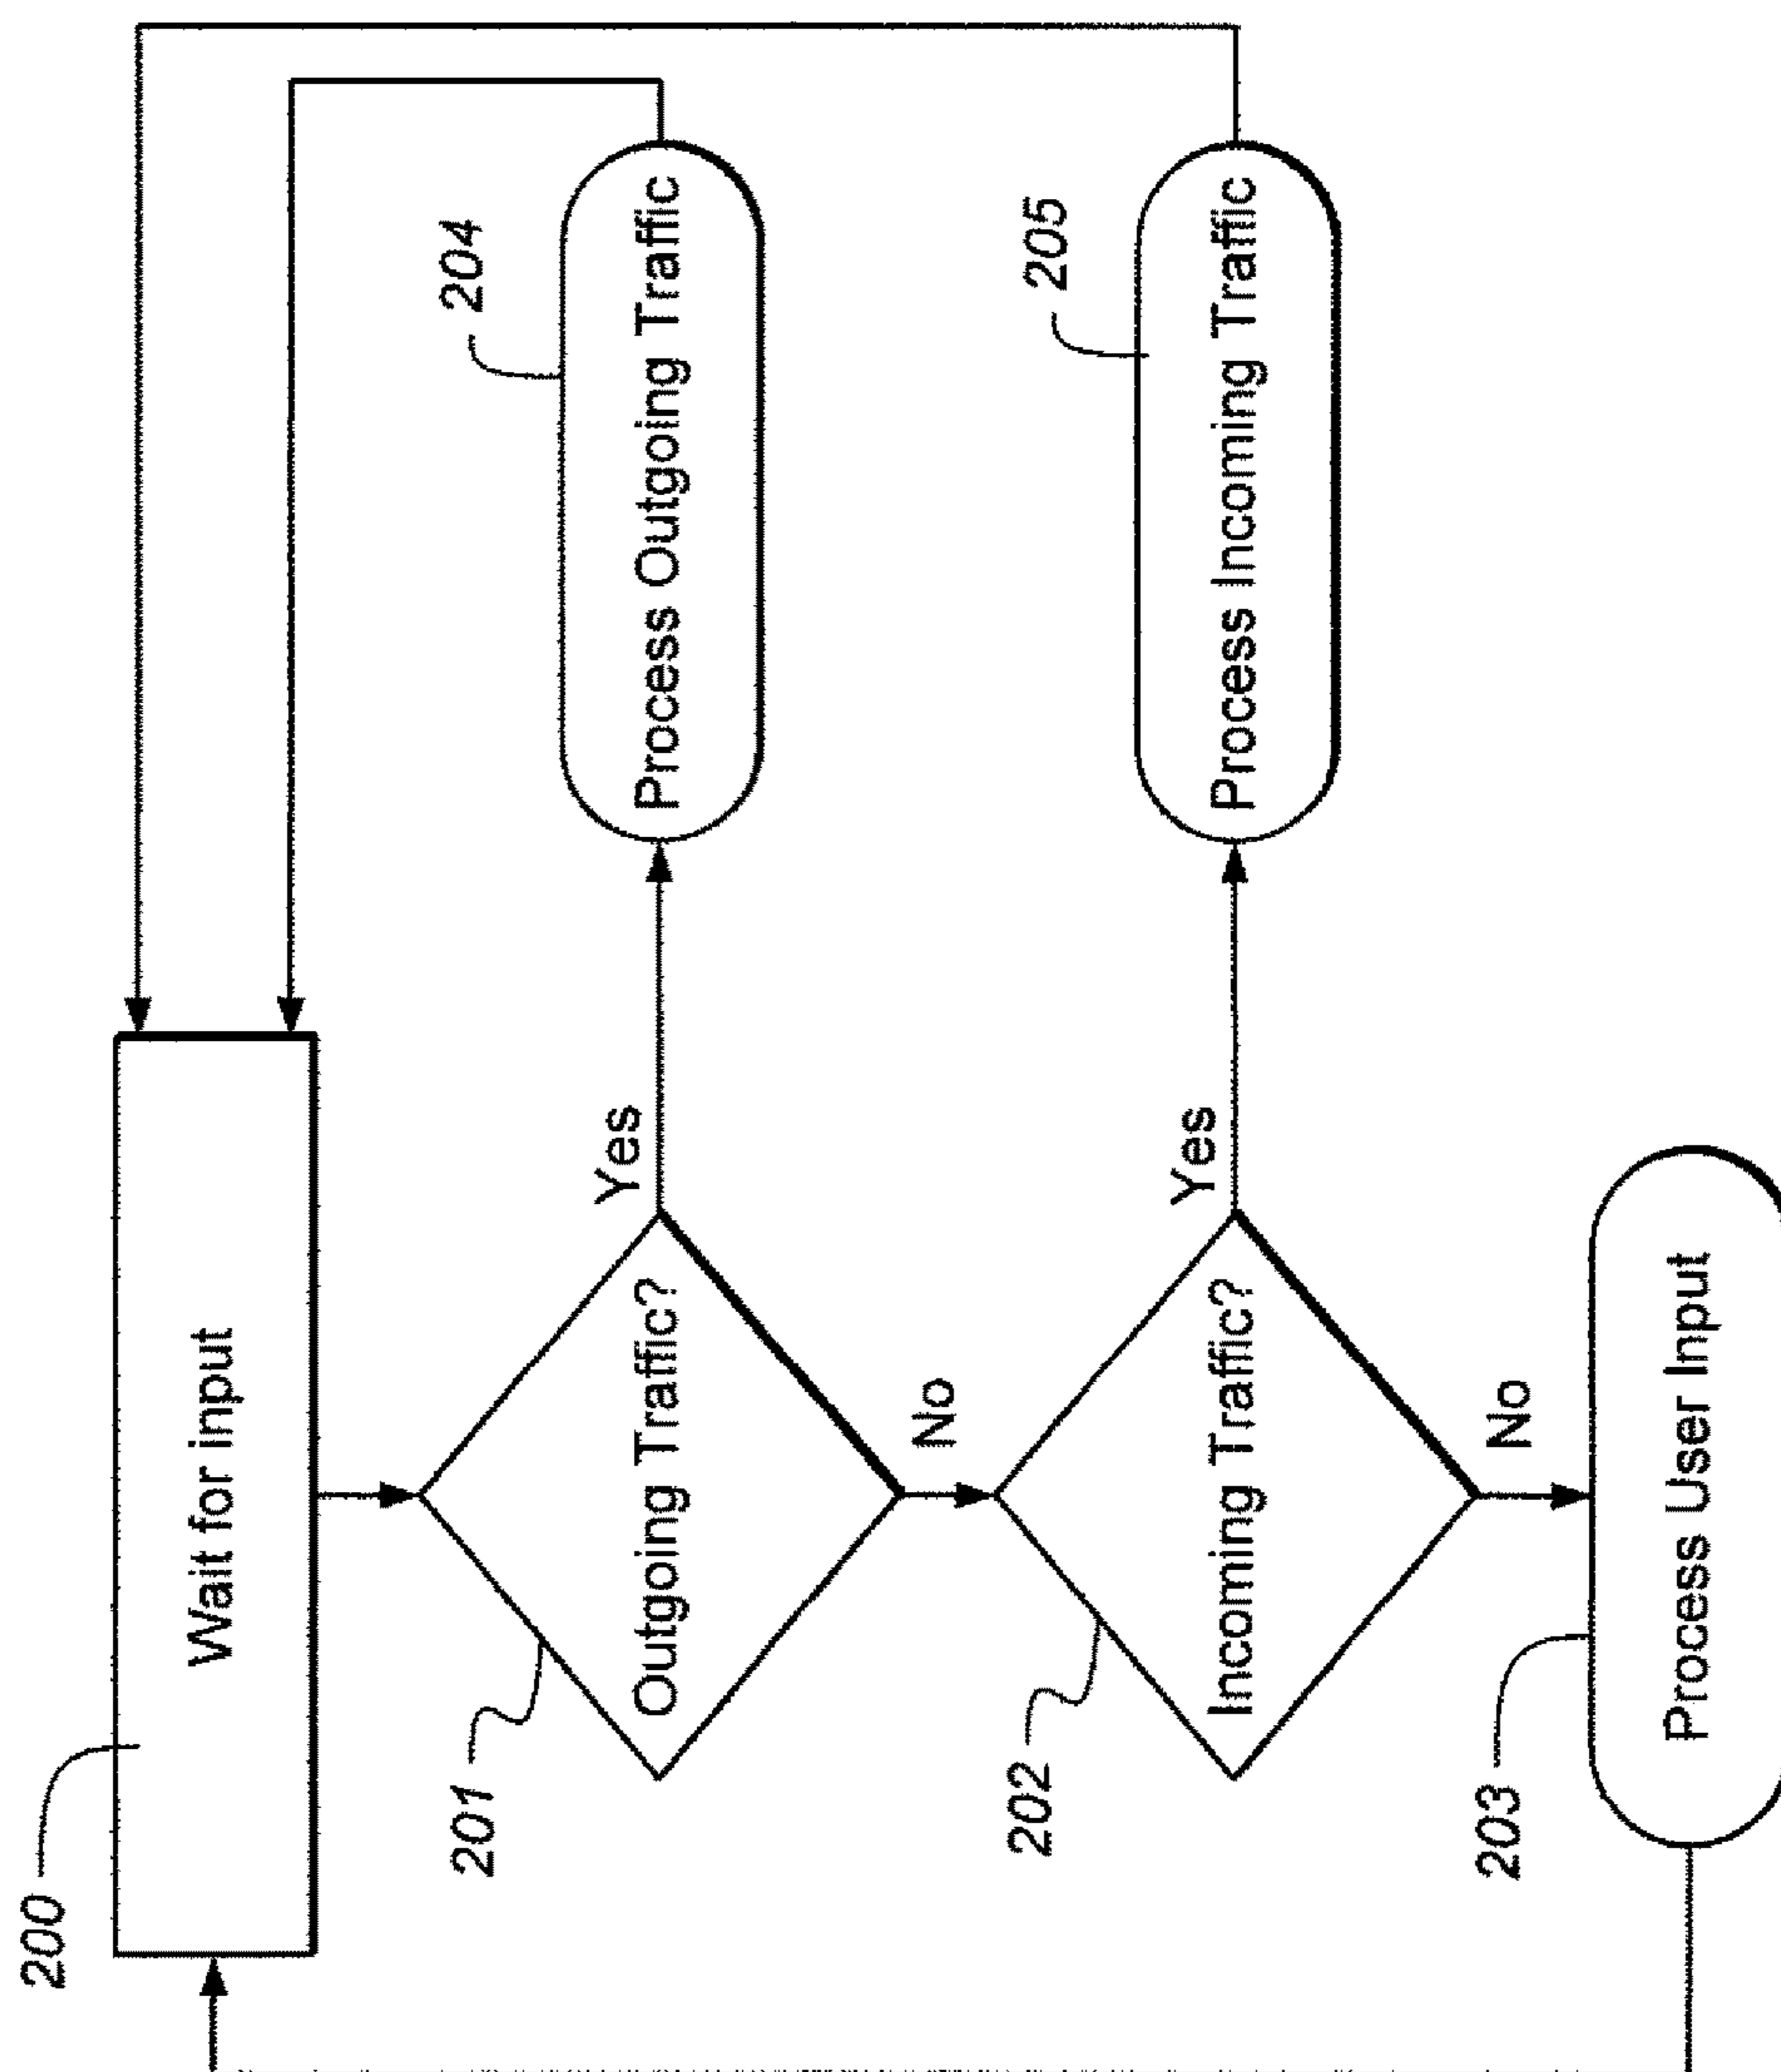 200
Wait for input
201
Outgoing Traffic?
Yes
204
Process Outgoing Traffic
No
202
Incoming Traffic?
Yes
205
Process Incoming Traffic
No
203
Process User Input